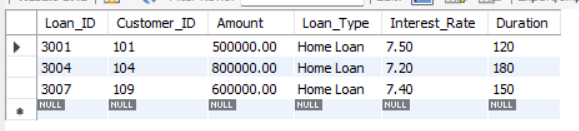 Loan_ID Customer_ID Amount Loan_Type Interest_Rate Duration
3001 101 500000.00 Home Loan 7.50 120
3004 104 800000.00 Home Loan 7.20 180
3007 109 600000.00 Home Loan 7.40 150
NULL NULL NULL NULL NULL NULL